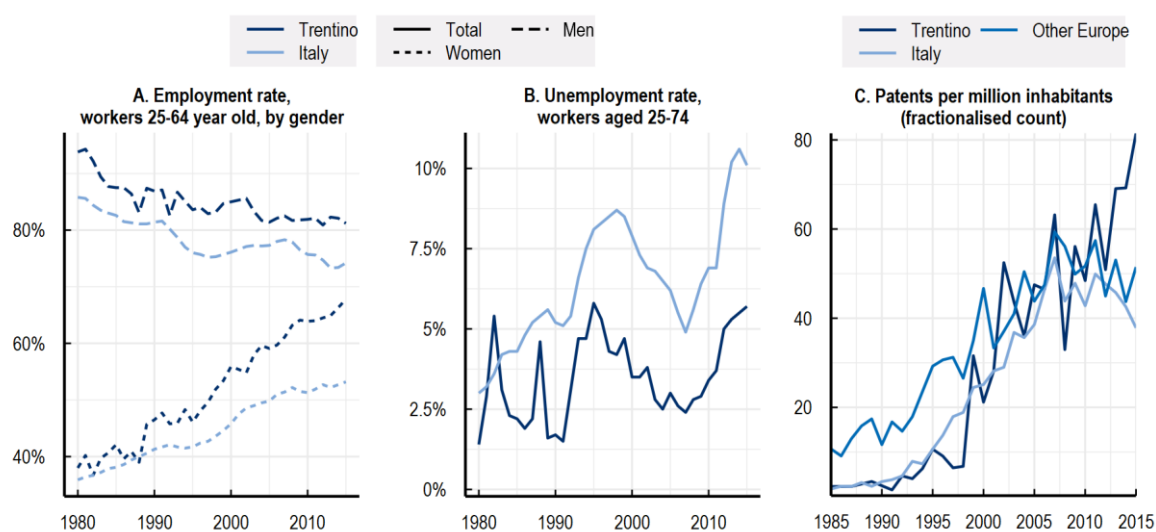 Trentino
Total
Men
Italy
Women
Trentino
Other Europe
Italy
A. Employment rate,
workers 25-64 year old, by gender
80%
60%
40%
1980 1990 2000 2010
B. Unemployment rate,
workers aged 25-74
10%
7.5%
5%
2.5%
0%
1980 1990 2000 2010
C. Patents per million inhabitants
(fractionalised count)
80
60
40
20
1985 1990 1995 2000 2005 2010 2015